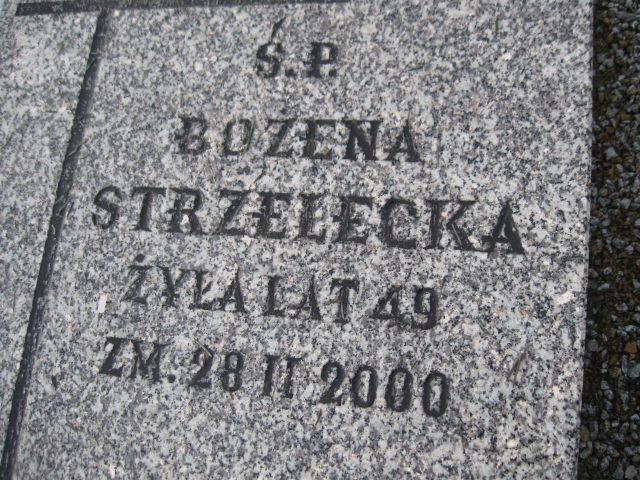 Ś.P.
BOŻENA
STRZELECKA
ŻYŁA LAT 49
ZM. 28 II 2000